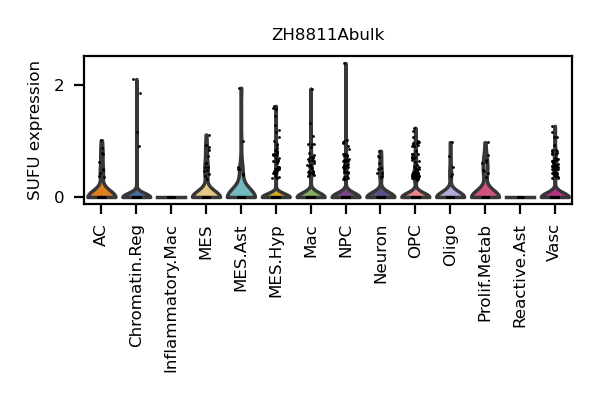 ZH8811Abulk
SUFU expression
2
0
AC
Chromatin.Reg
Inflammatory.Mac
MES
MES.Ast
MES.Hyp
Mac
NPC
Neuron
OPC
Oligo
Prolif.Metab
Reactive.Ast
Vasc